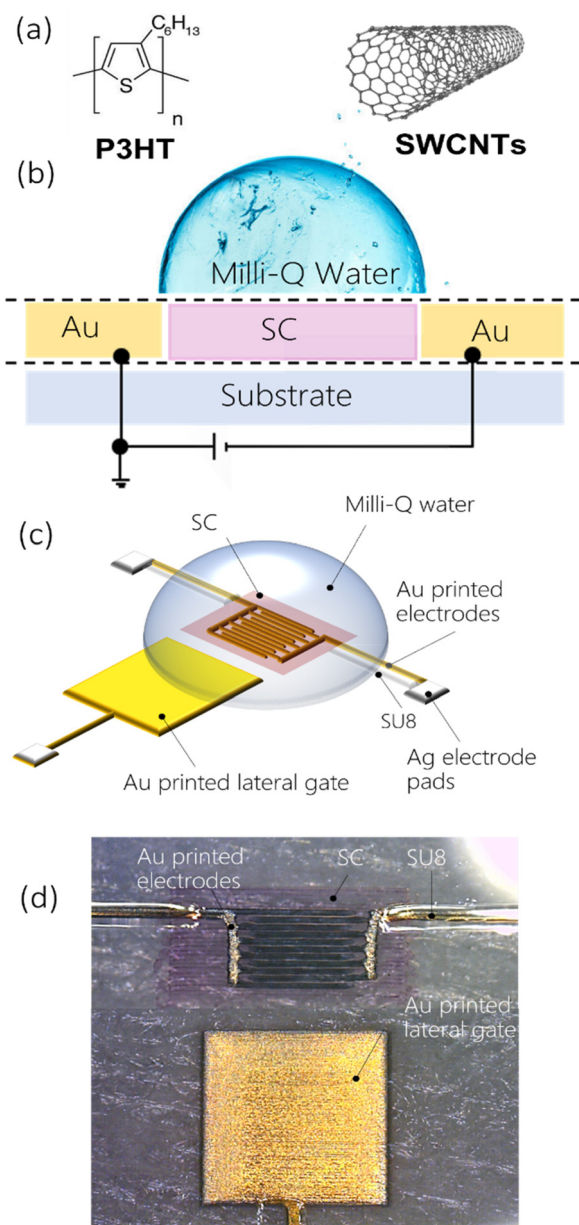 (a)
C6H13
S
n
P3HT
SWCNTs
(b)
Milli-Q Water
Au
SC
Au
Substrate
(c)
SC
Milli-Q water
Au printed
electrodes
SU8
Ag electrode
pads
Au printed lateral gate
(d)
Au printed
electrodes
SC
SU8
Au printed
lateral gate